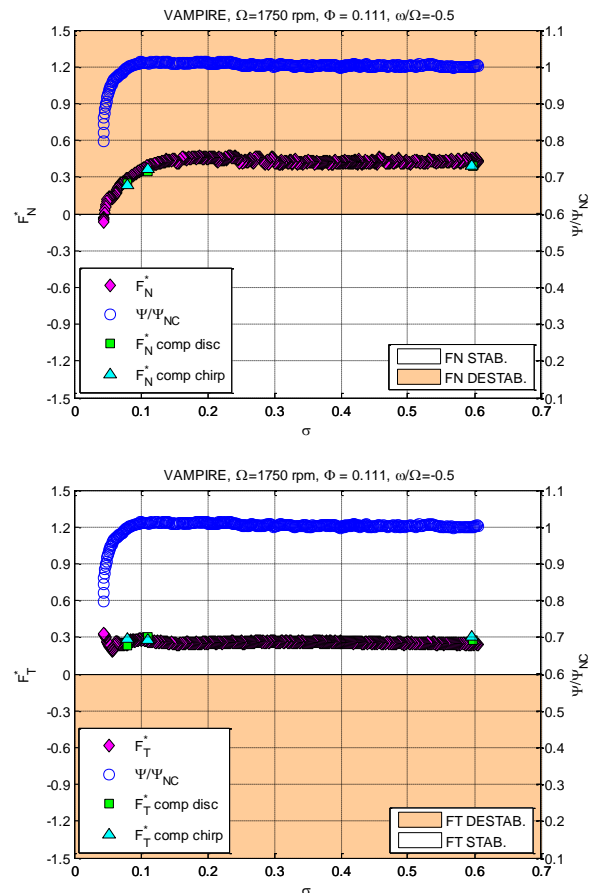 VAMPIRE, Ω=1750 rpm, Φ = 0.111, ω/Ω=-0.5
1.5
1.2
0.9
0.6
0.3
0
-0.3
-0.6
-0.9
-1.2
-1.5
F*N
1.1
1
0.9
0.8
0.7
0.6
0.5
0.4
0.3
0.2
0.1
Ψ/ΨNC
F*N
Ψ/ΨNC
F*N comp disc
F*N comp chirp
FN STAB.
FN DESTAB.
0 0.1 0.2 0.3 0.4 0.5 0.6 0.7
σ
VAMPIRE, Ω=1750 rpm, Φ = 0.111, ω/Ω=-0.5
1.5
1.2
0.9
0.6
0.3
0
-0.3
-0.6
-0.9
-1.2
-1.5
F*T
1.1
1
0.9
0.8
0.7
0.6
0.5
0.4
0.3
0.2
0.1
Ψ/ΨNC
F*T
Ψ/ΨNC
F*T comp disc
F*T comp chirp
FT DESTAB.
FT STAB.
0 0.1 0.2 0.3 0.4 0.5 0.6 0.7
σ